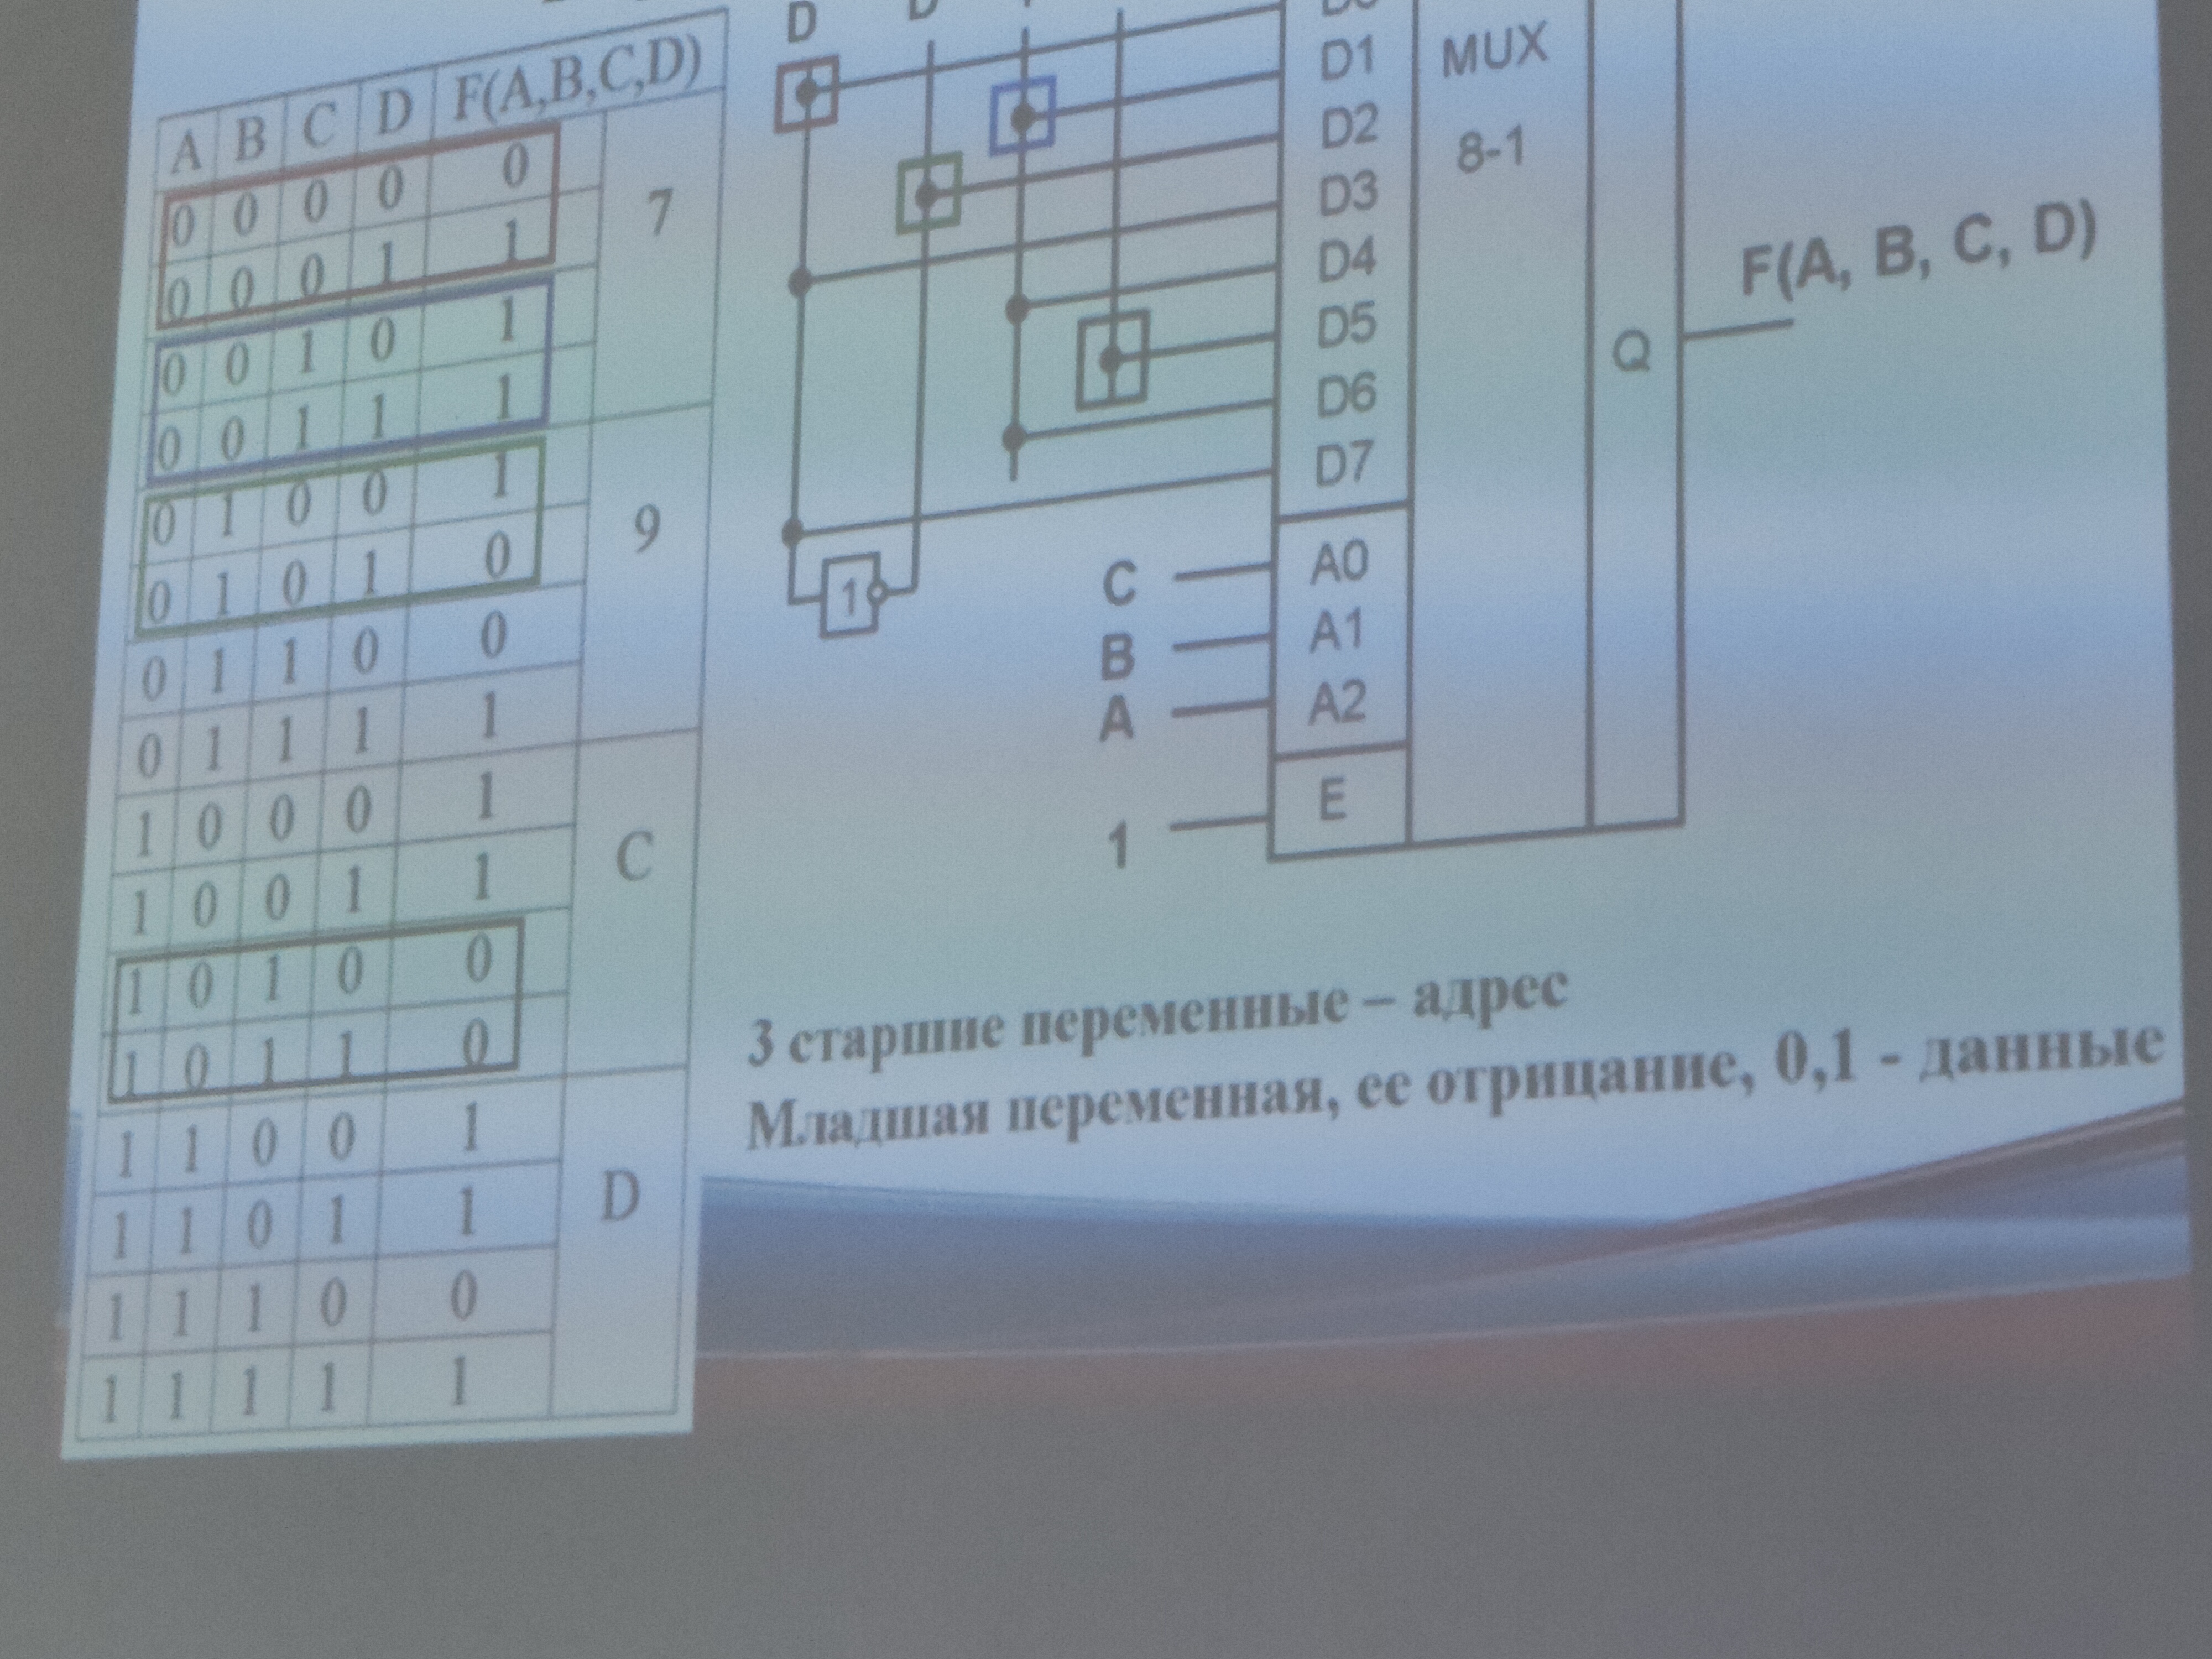 A B C D F(A,B,C,D)
0 0 0 0 0
0 0 0 1 1
7
0 0 1 0 1
0 0 1 1 1
0 1 0 0 1
0 1 0 1 0
9
0 1 1 0 0
0 1 1 1 1
1 0 0 0 1
1 0 0 1 1
C
1 0 1 0 0
1 0 1 1 0
1 1 0 0 1
1 1 0 1 1
D
1 1 1 0 0
1 1 1 1 1
D
D1
D2
D3
D4
D5
D6
D7
MUX
8-1
Q
F(A, B, C, D)
1
C A0
B A1
A A2
1 E
3 старшие переменные – адрес
Младшая переменная, ее отрицание, 0,1 - данные